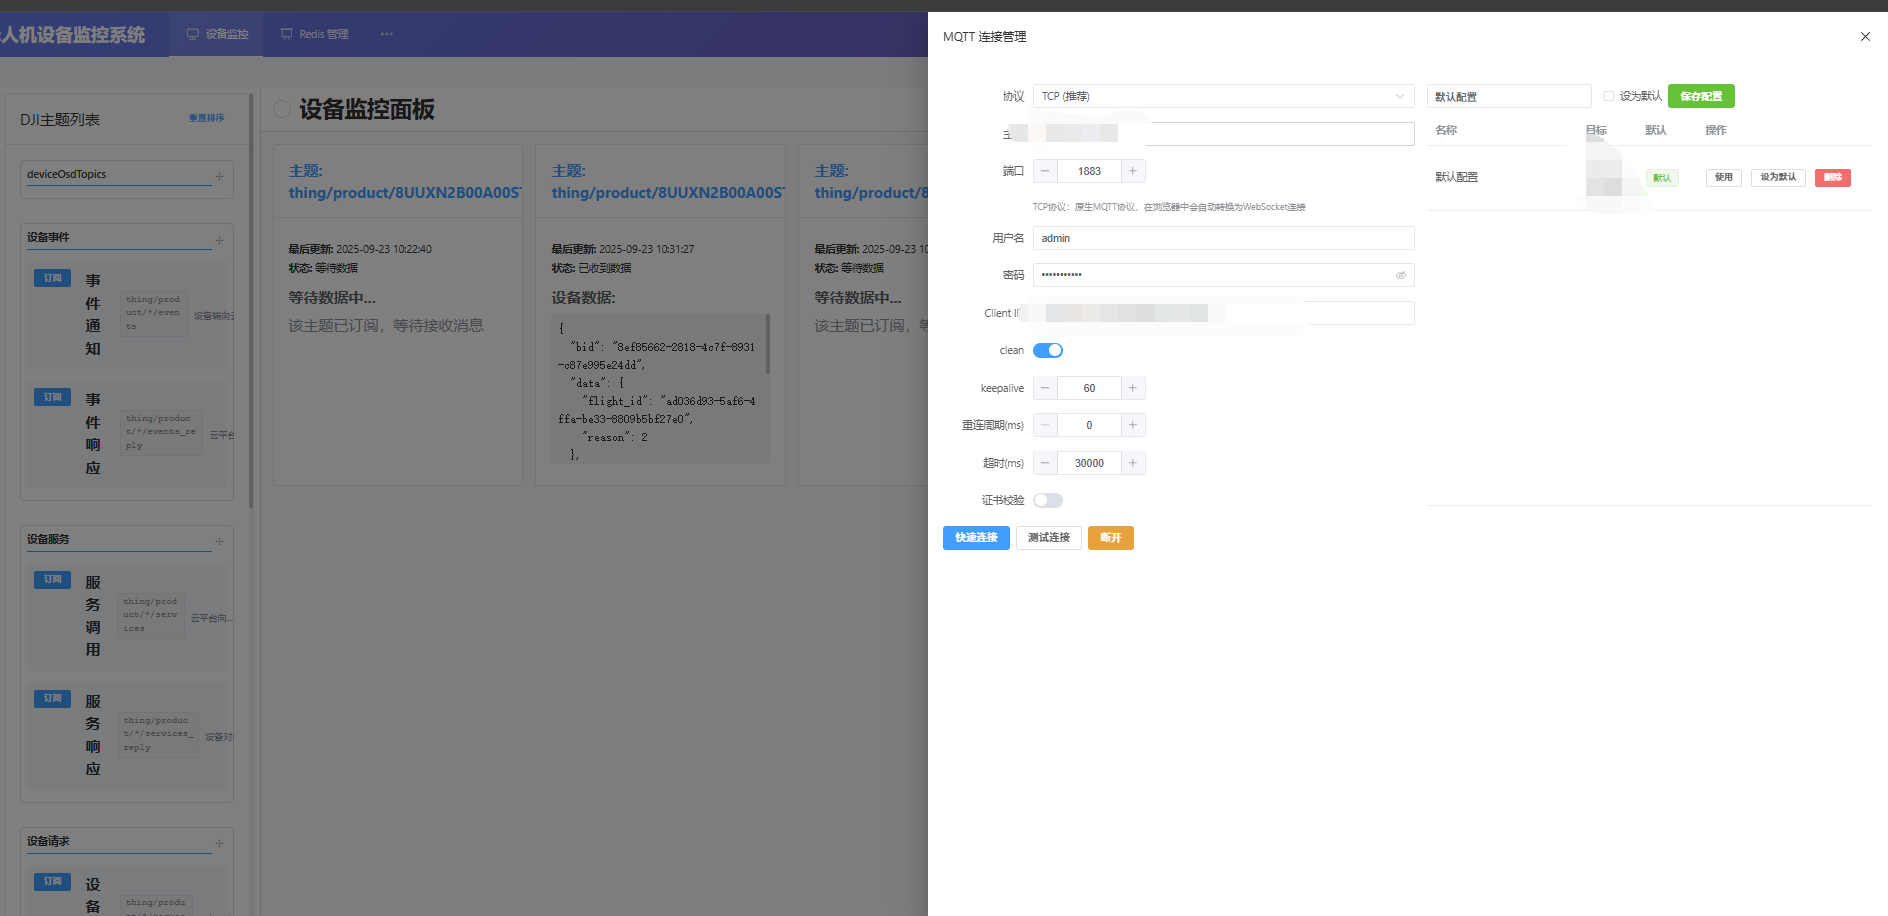 人机设备监控系统
设备监控
Redis 管理
DJI主题列表
重置排序
deviceOsdTopics
设备事件
订阅
事件通知
thing/prod
uct/*/even
ts
设备端向
订阅
事件响应
thing/produc
t/*/events_re
ply
云平台
设备服务
订阅
服务调用
thing/prod
uct/*/serv
ices
云平台向...
订阅
服务响应
thing/produc
t/*/services_
reply
设备对
设备请求
订阅
设备
thing/produ
设备监控面板
主题:
thing/product/8UUXN2B00A00S
最后更新: 2025-09-23 10:22:40
状态: 等待数据
等待数据中...
该主题已订阅，等待接收消息
主题:
thing/product/8UUXN2B00A00S
最后更新: 2025-09-23 10:31:27
状态: 已收到数据
设备数据:
{
"bid": "8ef85662-2818-4c7f-8931
-c87e995e24dd",
"data": {
"flight_id": "ad036d93-5af6-4
ffa-be33-8809b5bf27e0",
"reason": 2
},
主题:
thing/product/8
最后更新: 2025-09-23 10
状态: 等待数据
等待数据中...
该主题已订阅，
MQTT 连接管理
协议
TCP (推荐)
端口
1883
TCP协议：原生MQTT协议，在浏览器中会自动转换为WebSocket连接
用户名
admin
密码
•••••••••••
Client I
clean
keepalive
60
重连周期(ms)
0
超时(ms)
30000
证书校验
快速连接
测试连接
断开
默认配置
设为默认
保存配置
名称
目标
默认
操作
默认配置
默认
使用
设为默认
删除